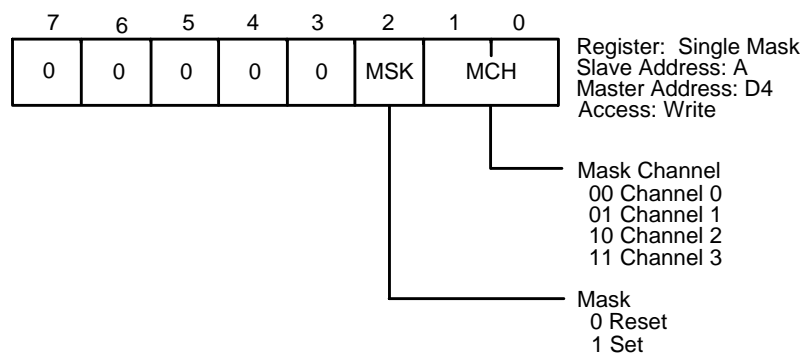 7 6 5 4 3 2 1 0
0 0 0 0 0 MSK MCH
Register: Single Mask
Slave Address: A
Master Address: D4
Access: Write
Mask Channel
00 Channel 0
01 Channel 1
10 Channel 2
11 Channel 3
Mask
0 Reset
1 Set